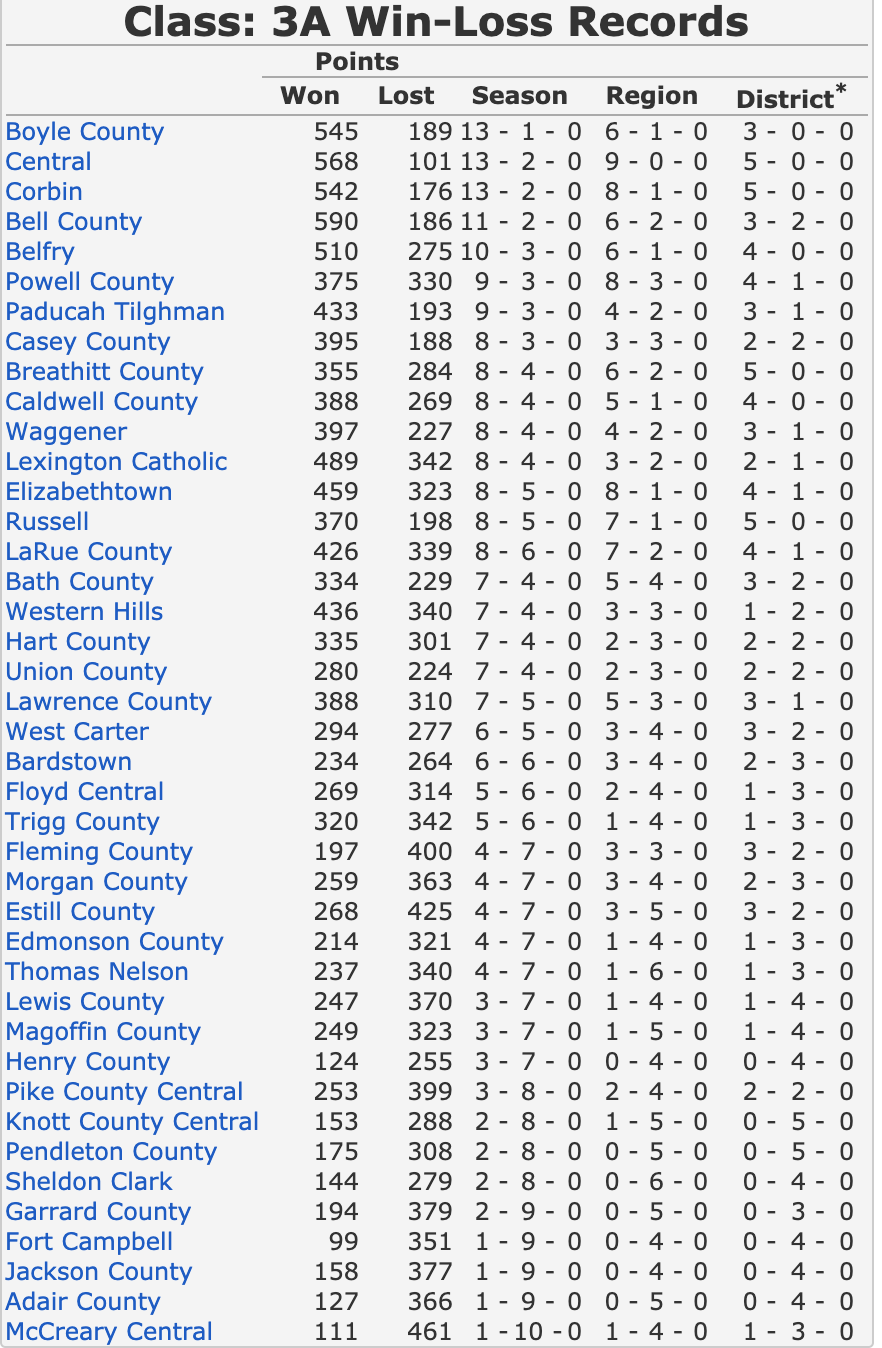 Class: 3A Win-Loss Records
Points
Won Lost Season Region District*
Boyle County 545 189 13 - 1 - 0 6 - 1 - 0 3 - 0 - 0
Central 568 101 13 - 2 - 0 9 - 0 - 0 5 - 0 - 0
Corbin 542 176 13 - 2 - 0 8 - 1 - 0 5 - 0 - 0
Bell County 590 186 11 - 2 - 0 6 - 2 - 0 3 - 2 - 0
Belfry 510 275 10 - 3 - 0 6 - 1 - 0 4 - 0 - 0
Powell County 375 330 9 - 3 - 0 8 - 3 - 0 4 - 1 - 0
Paducah Tilghman 433 193 9 - 3 - 0 4 - 2 - 0 3 - 1 - 0
Casey County 395 188 8 - 3 - 0 3 - 3 - 0 2 - 2 - 0
Breathitt County 355 284 8 - 4 - 0 6 - 2 - 0 5 - 0 - 0
Caldwell County 388 269 8 - 4 - 0 5 - 1 - 0 4 - 0 - 0
Waggener 397 227 8 - 4 - 0 4 - 2 - 0 3 - 1 - 0
Lexington Catholic 489 342 8 - 4 - 0 3 - 2 - 0 2 - 1 - 0
Elizabethtown 459 323 8 - 5 - 0 8 - 1 - 0 4 - 1 - 0
Russell 370 198 8 - 5 - 0 7 - 1 - 0 5 - 0 - 0
LaRue County 426 339 8 - 6 - 0 7 - 2 - 0 4 - 1 - 0
Bath County 334 229 7 - 4 - 0 5 - 4 - 0 3 - 2 - 0
Western Hills 436 340 7 - 4 - 0 3 - 3 - 0 1 - 2 - 0
Hart County 335 301 7 - 4 - 0 2 - 3 - 0 2 - 2 - 0
Union County 280 224 7 - 4 - 0 2 - 3 - 0 2 - 2 - 0
Lawrence County 388 310 7 - 5 - 0 5 - 3 - 0 3 - 1 - 0
West Carter 294 277 6 - 5 - 0 3 - 4 - 0 3 - 2 - 0
Bardstown 234 264 6 - 6 - 0 3 - 4 - 0 2 - 3 - 0
Floyd Central 269 314 5 - 6 - 0 2 - 4 - 0 1 - 3 - 0
Trigg County 320 342 5 - 6 - 0 1 - 4 - 0 1 - 3 - 0
Fleming County 197 400 4 - 7 - 0 3 - 3 - 0 3 - 2 - 0
Morgan County 259 363 4 - 7 - 0 3 - 4 - 0 2 - 3 - 0
Estill County 268 425 4 - 7 - 0 3 - 5 - 0 3 - 2 - 0
Edmonson County 214 321 4 - 7 - 0 1 - 4 - 0 1 - 3 - 0
Thomas Nelson 237 340 4 - 7 - 0 1 - 6 - 0 1 - 3 - 0
Lewis County 247 370 3 - 7 - 0 1 - 4 - 0 1 - 4 - 0
Magoffin County 249 323 3 - 7 - 0 1 - 5 - 0 1 - 4 - 0
Henry County 124 255 3 - 7 - 0 0 - 4 - 0 0 - 4 - 0
Pike County Central 253 399 3 - 8 - 0 2 - 4 - 0 2 - 2 - 0
Knott County Central 153 288 2 - 8 - 0 1 - 5 - 0 0 - 5 - 0
Pendleton County 175 308 2 - 8 - 0 0 - 5 - 0 0 - 5 - 0
Sheldon Clark 144 279 2 - 8 - 0 0 - 6 - 0 0 - 4 - 0
Garrard County 194 379 2 - 9 - 0 0 - 5 - 0 0 - 3 - 0
Fort Campbell 99 351 1 - 9 - 0 0 - 4 - 0 0 - 4 - 0
Jackson County 158 377 1 - 9 - 0 0 - 4 - 0 0 - 4 - 0
Adair County 127 366 1 - 9 - 0 0 - 5 - 0 0 - 4 - 0
McCreary Central 111 461 1 -10 -0 1 - 4 - 0 1 - 3 - 0